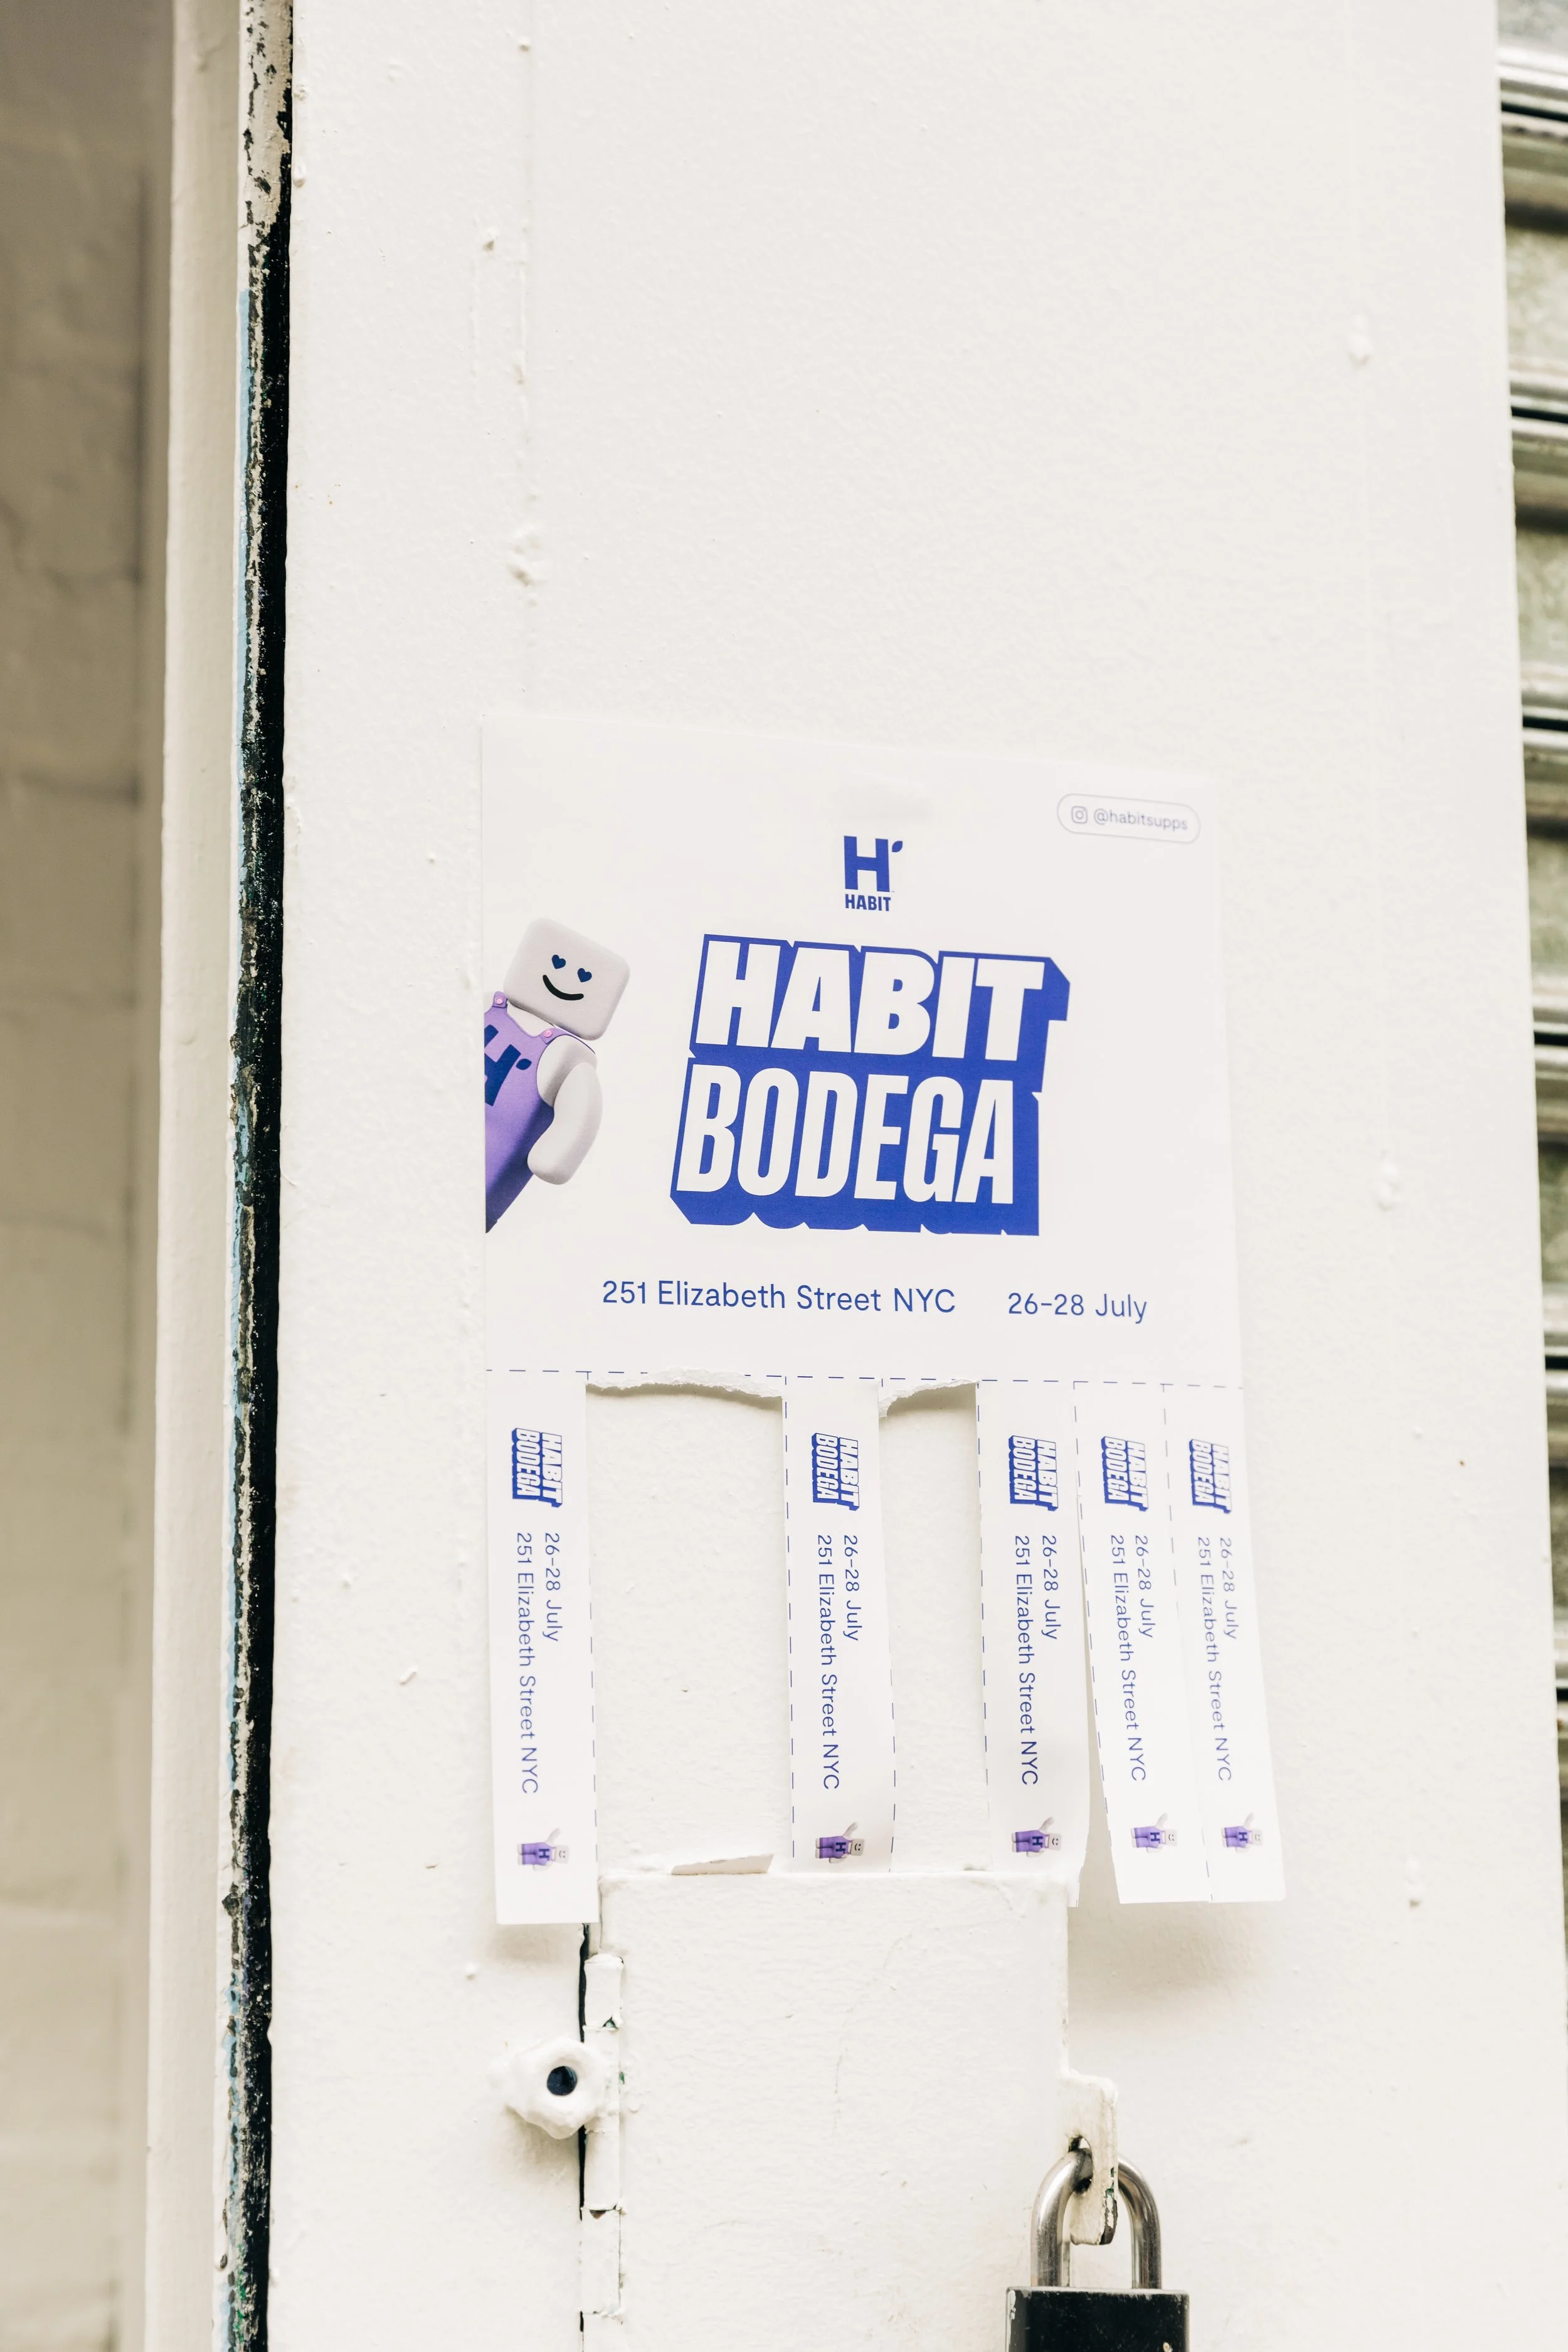 @habitsupps
H
HABIT
HABIT
BODEGA
H
251 Elizabeth Street NYC 26-28 July
HABIT
BODEGA
26-28 July
251 Elizabeth Street NYC
H
HABIT
BODEGA
26-28 July
251 Elizabeth Street NYC
H
HABIT
BODEGA
26-28 July
251 Elizabeth Street NYC
H
HABIT
BODEGA
26-28 July
251 Elizabeth Street NYC
H
HABIT
BODEGA
26-28 July
251 Elizabeth Street NYC
H